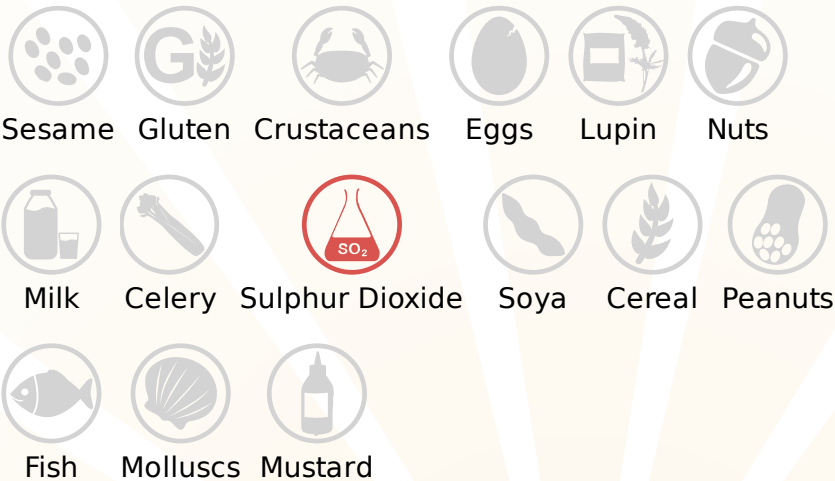 G
Sesame Gluten Crustaceans Eggs Lupin Nuts
SO₂
Milk Celery Sulphur Dioxide Soya Cereal Peanuts
Fish Molluscs Mustard